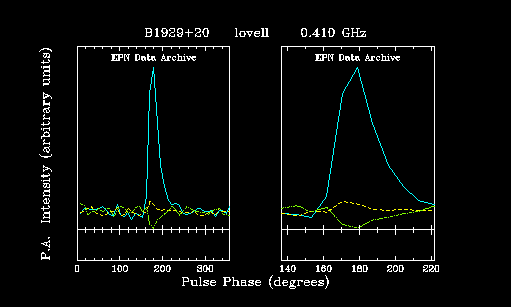 B1929+20 lovell 0.410 GHz
EPN Data Archive EPN Data Archive
P.A. Intensity (arbitrary units)
0 100 200 300 140 160 180 200 220
Pulse Phase (degrees)